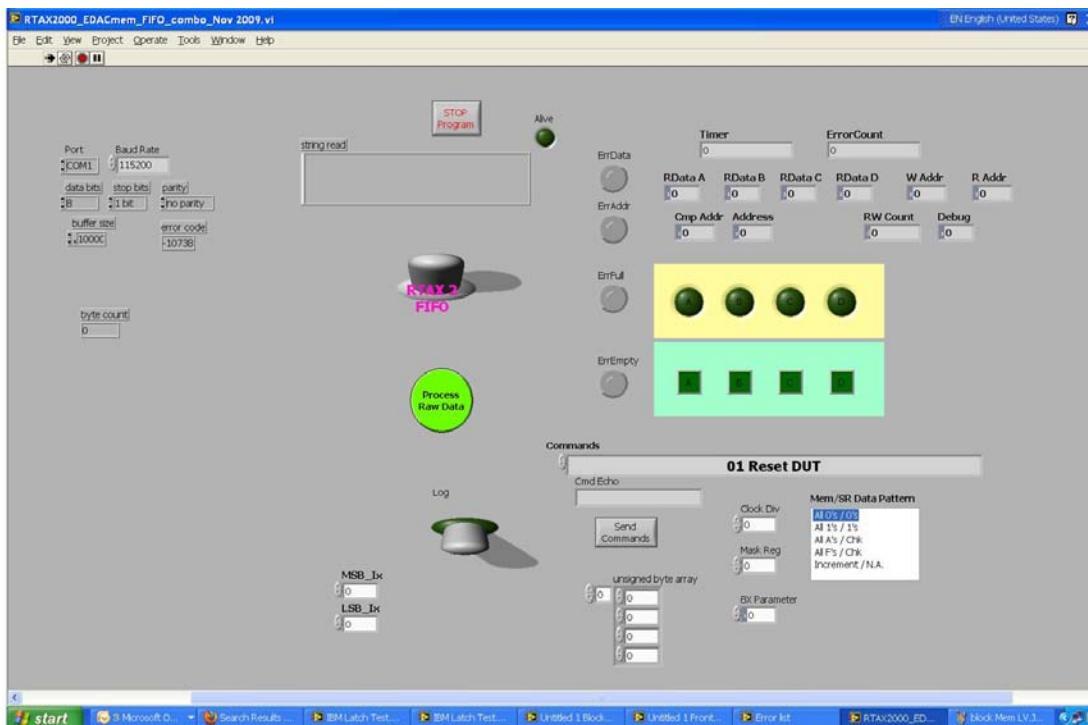 RTAX2000_EDACmem_FIFO_combo_Nov 2009.vi
EN English (United States)
File Edit View Project Operate Tools Window Help
STOP
Program
Alive
Port Baud Rate
COM1 115200
data bits stop bits parity
8 1 bit no parity
buffer size error code
10000 -10738
byte count
0
string read
RTAX 2
FIFO
Process
Raw Data
Log
MSB_Ix
0
LSB_Ix
0
Timer ErrorCount
0 0
ErrData
RData A RData B RData C RData D W Addr R Addr
0 0 0 0 0 0
ErrAddr
Cmp Addr Address RW Count Debug
0 0 0 0
ErrFull
A B C D
ErrEmpty
A B C D
Commands
01 Reset DUT
Cmd Echo
Send
Commands
unsigned byte array
0 0
0
0
0
Clock Div
0
Mask Reg
0
BX Parameter
0
Mem/SR Data Pattern
All 0's / 0's
All 1's / 1's
All A's / Chk
All F's / Chk
Increment / N.A.
start 3 Microsoft O... Search Results ... IBM Latch Test... IBM Latch Test... Untitled 1 Block... Untitled 1 Front... Error list RTAX2000_ED... block Mem LV.J...